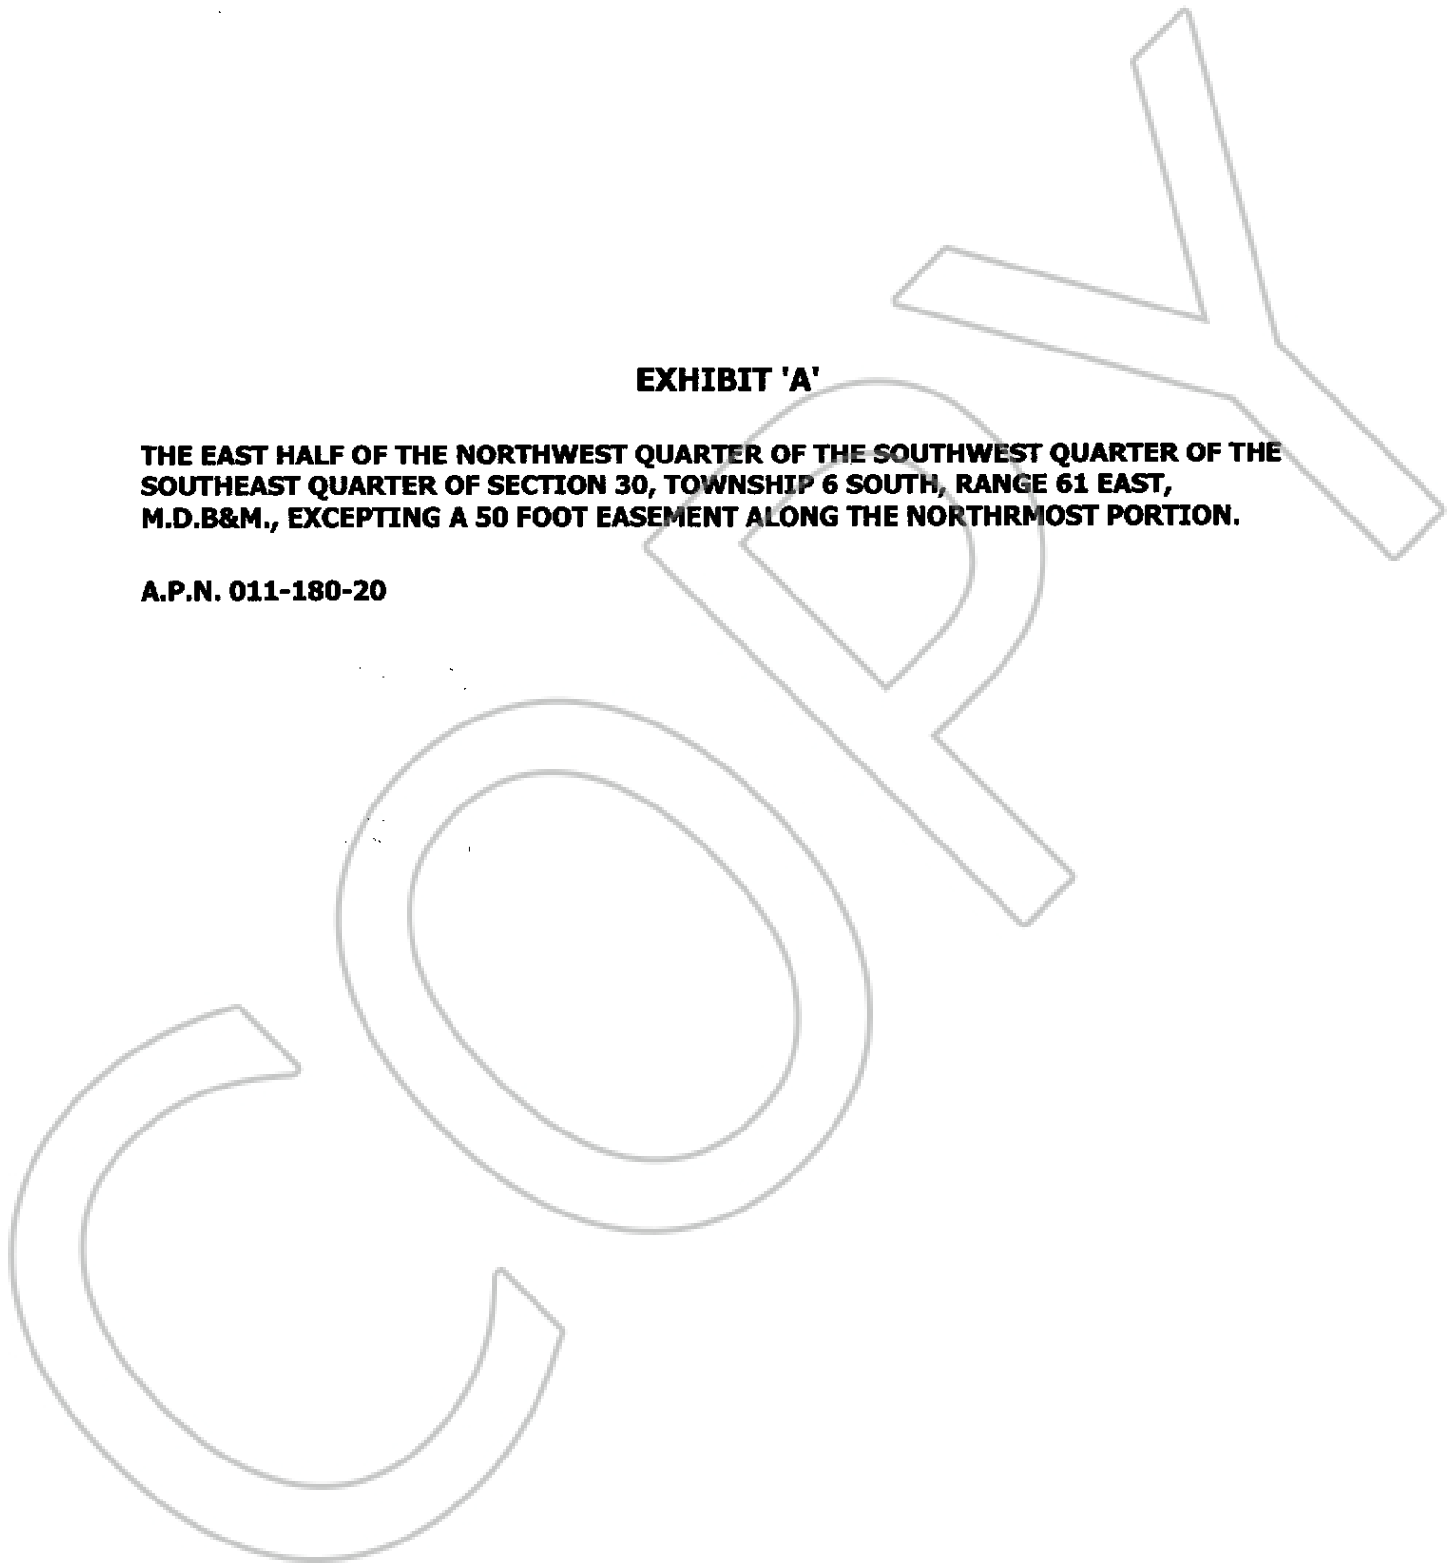 EXHIBIT 'A'
THE EAST HALF OF THE NORTHWEST QUARTER OF THE SOUTHWEST QUARTER OF THE
SOUTHEAST QUARTER OF SECTION 30, TOWNSHIP 6 SOUTH, RANGE 61 EAST,
M.D.B&M., EXCEPTING A 50 FOOT EASEMENT ALONG THE NORTHRMOST PORTION.
A.P.N. 011-180-20
COPY